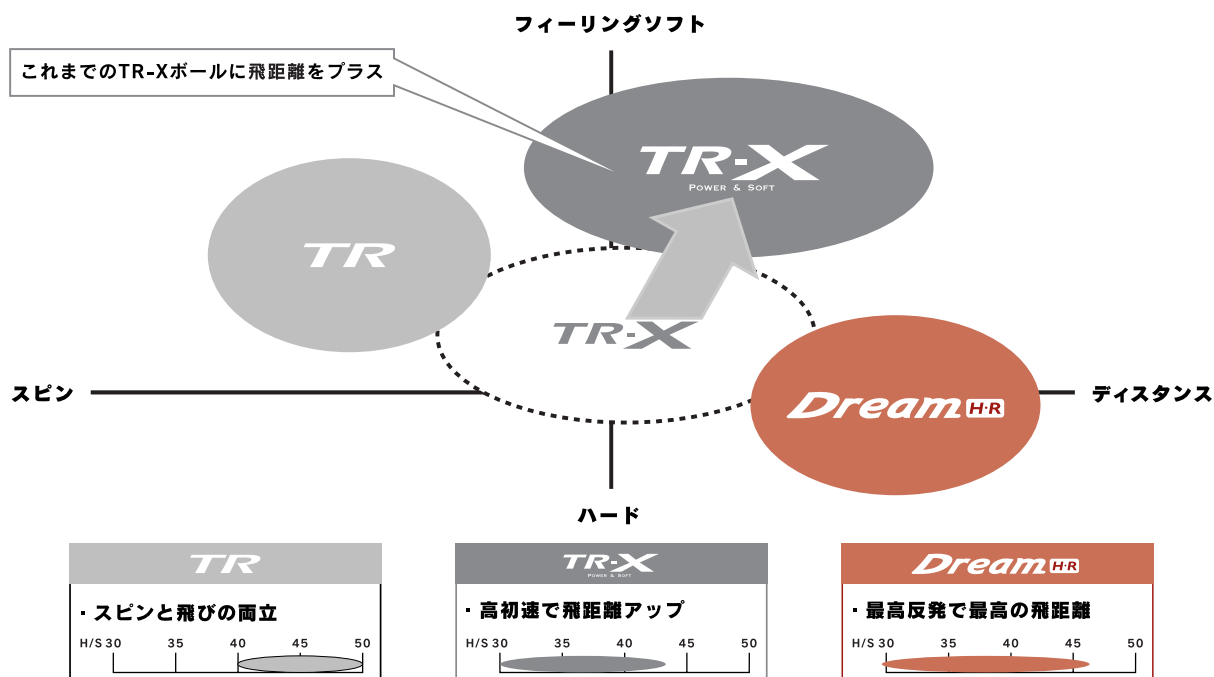 フィーリングソフト
これまでのTR-Xボールに飛距離をプラス
TR-X
POWER & SOFT
TR
TR-X
スピン
ディスタンス
Dream H・R
ハード
TR
・スピンと飛びの両立
H/S 30 35 40 45 50
TR-X
POWER & SOFT
・高初速で飛距離アップ
H/S 30 35 40 45 50
Dream H・R
・最高反発で最高の飛距離
H/S 30 35 40 45 50